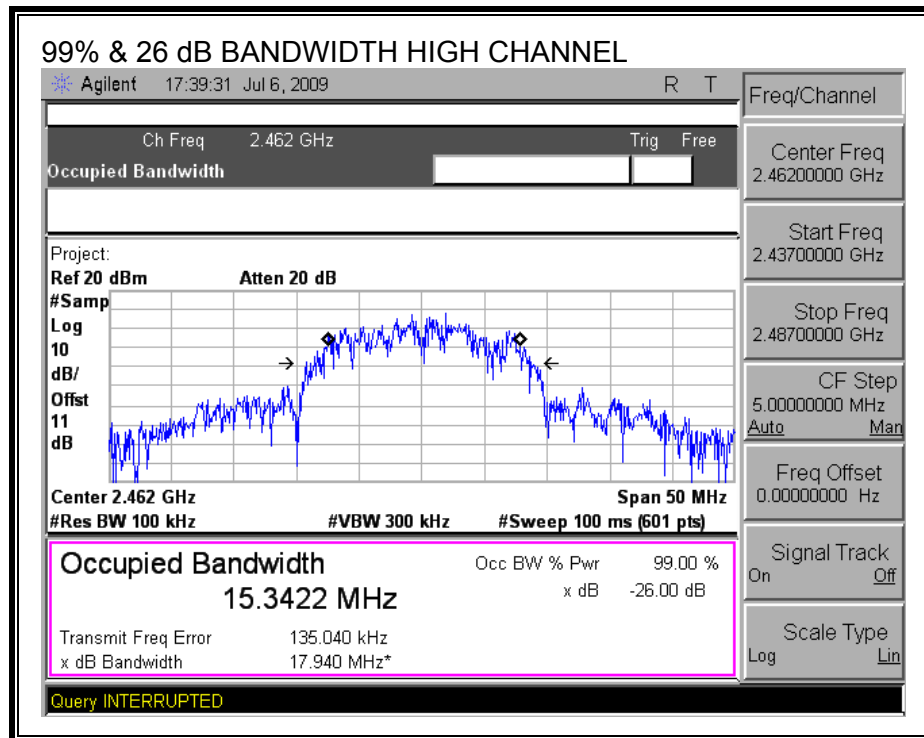 99% & 26 dB BANDWIDTH HIGH CHANNEL
Agilent 17:39:31 Jul 6, 2009 R T
Ch Freq 2.462 GHz Trig Free
Occupied Bandwidth
Project:
Ref 20 dBm Atten 20 dB
#Samp
Log
10
dB/
Offst
11
dB
Center 2.462 GHz Span 50 MHz
#Res BW 100 kHz #VBW 300 kHz #Sweep 100 ms (601 pts)
Occupied Bandwidth Occ BW % Pwr 99.00 %
15.3422 MHz x dB -26.00 dB
Transmit Freq Error 135.040 kHz
x dB Bandwidth 17.940 MHz*
Query INTERRUPTED
Freq/Channel
Center Freq
2.46200000 GHz
Start Freq
2.43700000 GHz
Stop Freq
2.48700000 GHz
CF Step
5.00000000 MHz
Auto Man
Freq Offset
0.00000000 Hz
Signal Track
On Off
Scale Type
Log Lin